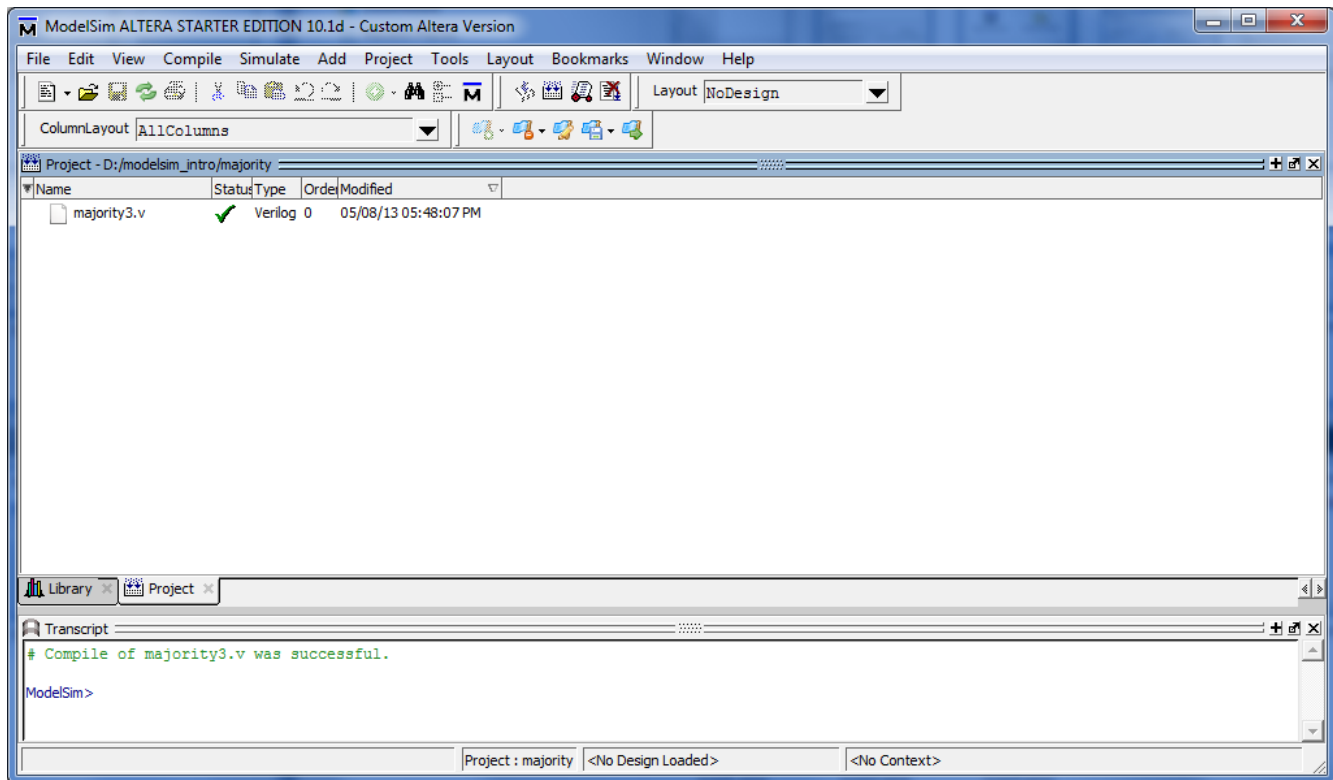 ModelSim ALTERA STARTER EDITION 10.1d - Custom Altera Version
File Edit View Compile Simulate Add Project Tools Layout Bookmarks Window Help
Layout NoDesign
ColumnLayout AllColumns
Project - D:/modelsim_intro/majority
Name Status Type Order Modified
majority3.v Verilog 0 05/08/13 05:48:07 PM
Library Project
Transcript
# Compile of majority3.v was successful.
ModelSim>
Project : majority <No Design Loaded> <No Context>